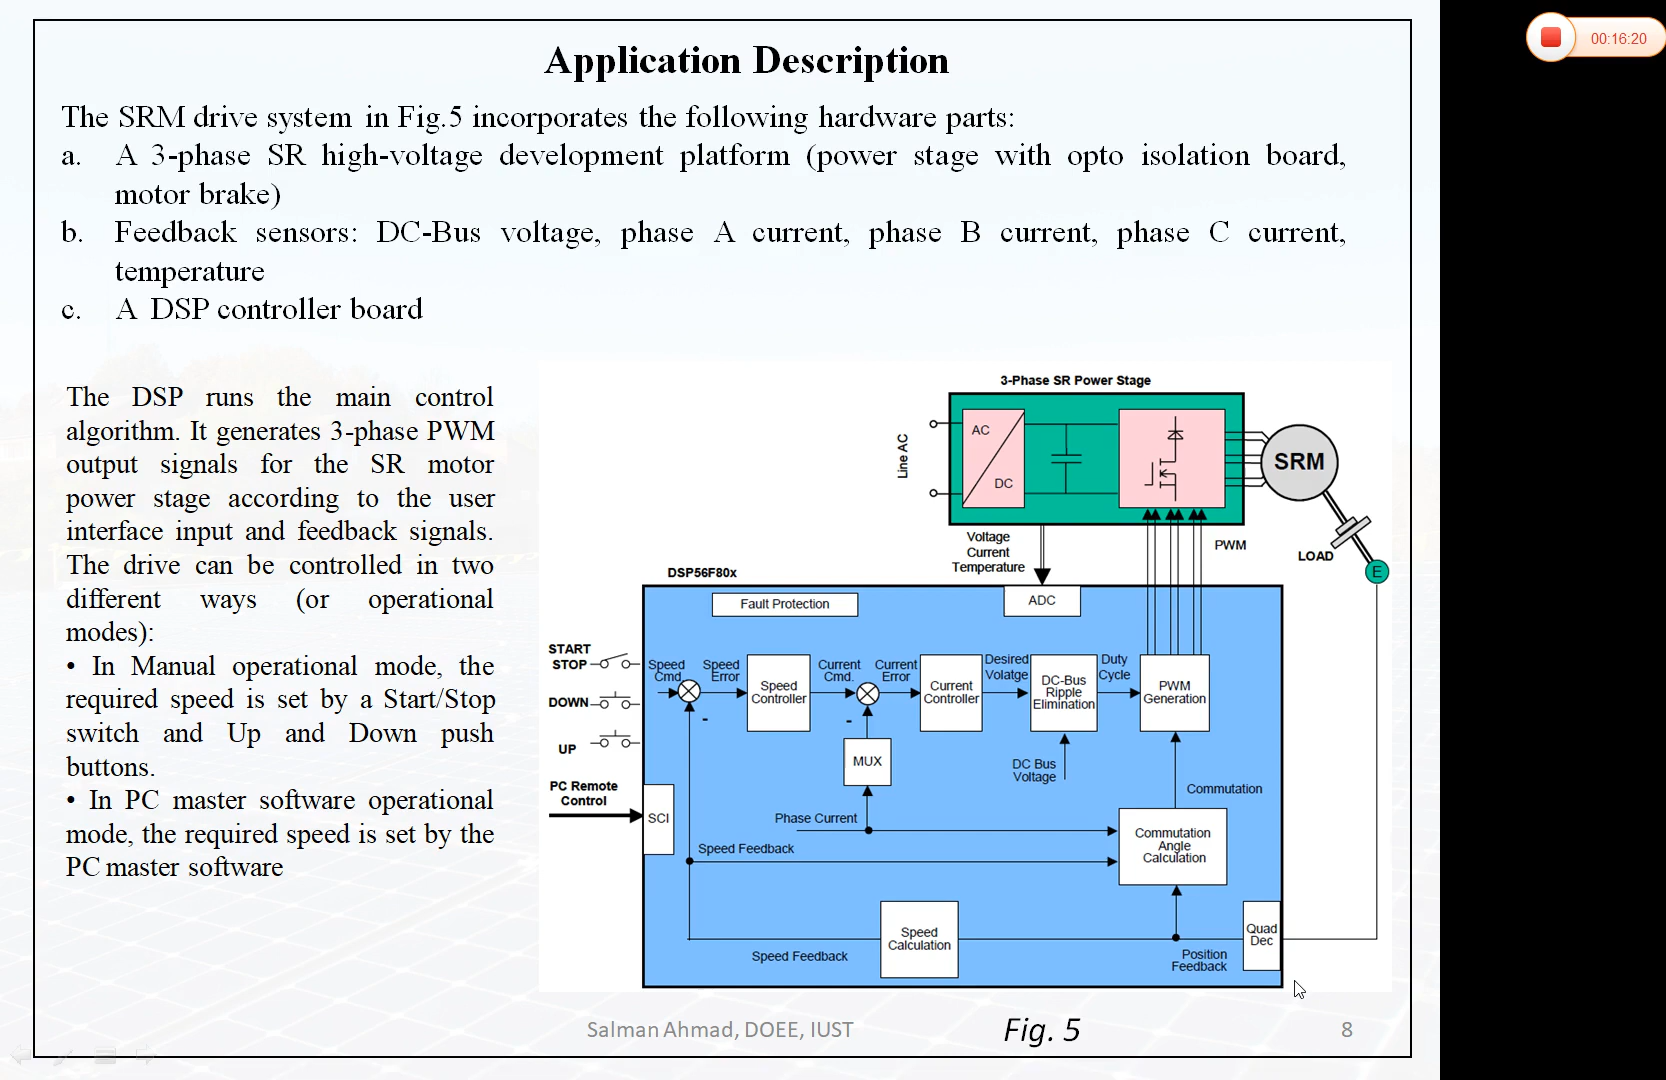 00:16:20
Application Description
The SRM drive system in Fig.5 incorporates the following hardware parts:
a. A 3-phase SR high-voltage development platform (power stage with opto isolation board,
motor brake)
b. Feedback sensors: DC-Bus voltage, phase A current, phase B current, phase C current,
temperature
c. A DSP controller board
The DSP runs the main control
algorithm. It generates 3-phase PWM
output signals for the SR motor
power stage according to the user
interface input and feedback signals.
The drive can be controlled in two
different ways (or operational
modes):
• In Manual operational mode, the
required speed is set by a Start/Stop
switch and Up and Down push
buttons.
• In PC master software operational
mode, the required speed is set by the
PC master software
3-Phase SR Power Stage
Line AC
AC
DC
SRM
Voltage
Current
Temperature
PWM
LOAD
E
DSP56F80x
Fault Protection
ADC
START
STOP
DOWN
UP
PC Remote
Control
SCI
Speed
Cmd.
Speed
Error
Speed
Controller
Current
Cmd.
Current
Error
Current
Controller
Desired
Volatge
DC-Bus
Ripple
Elimination
Duty
Cycle
PWM
Generation
-
-
MUX
DC Bus
Voltage
Commutation
Phase Current
Speed Feedback
Commutation
Angle
Calculation
Speed
Calculation
Speed Feedback
Position
Feedback
Quad
Dec
Salman Ahmad, DOEE, IUST
Fig. 5
8